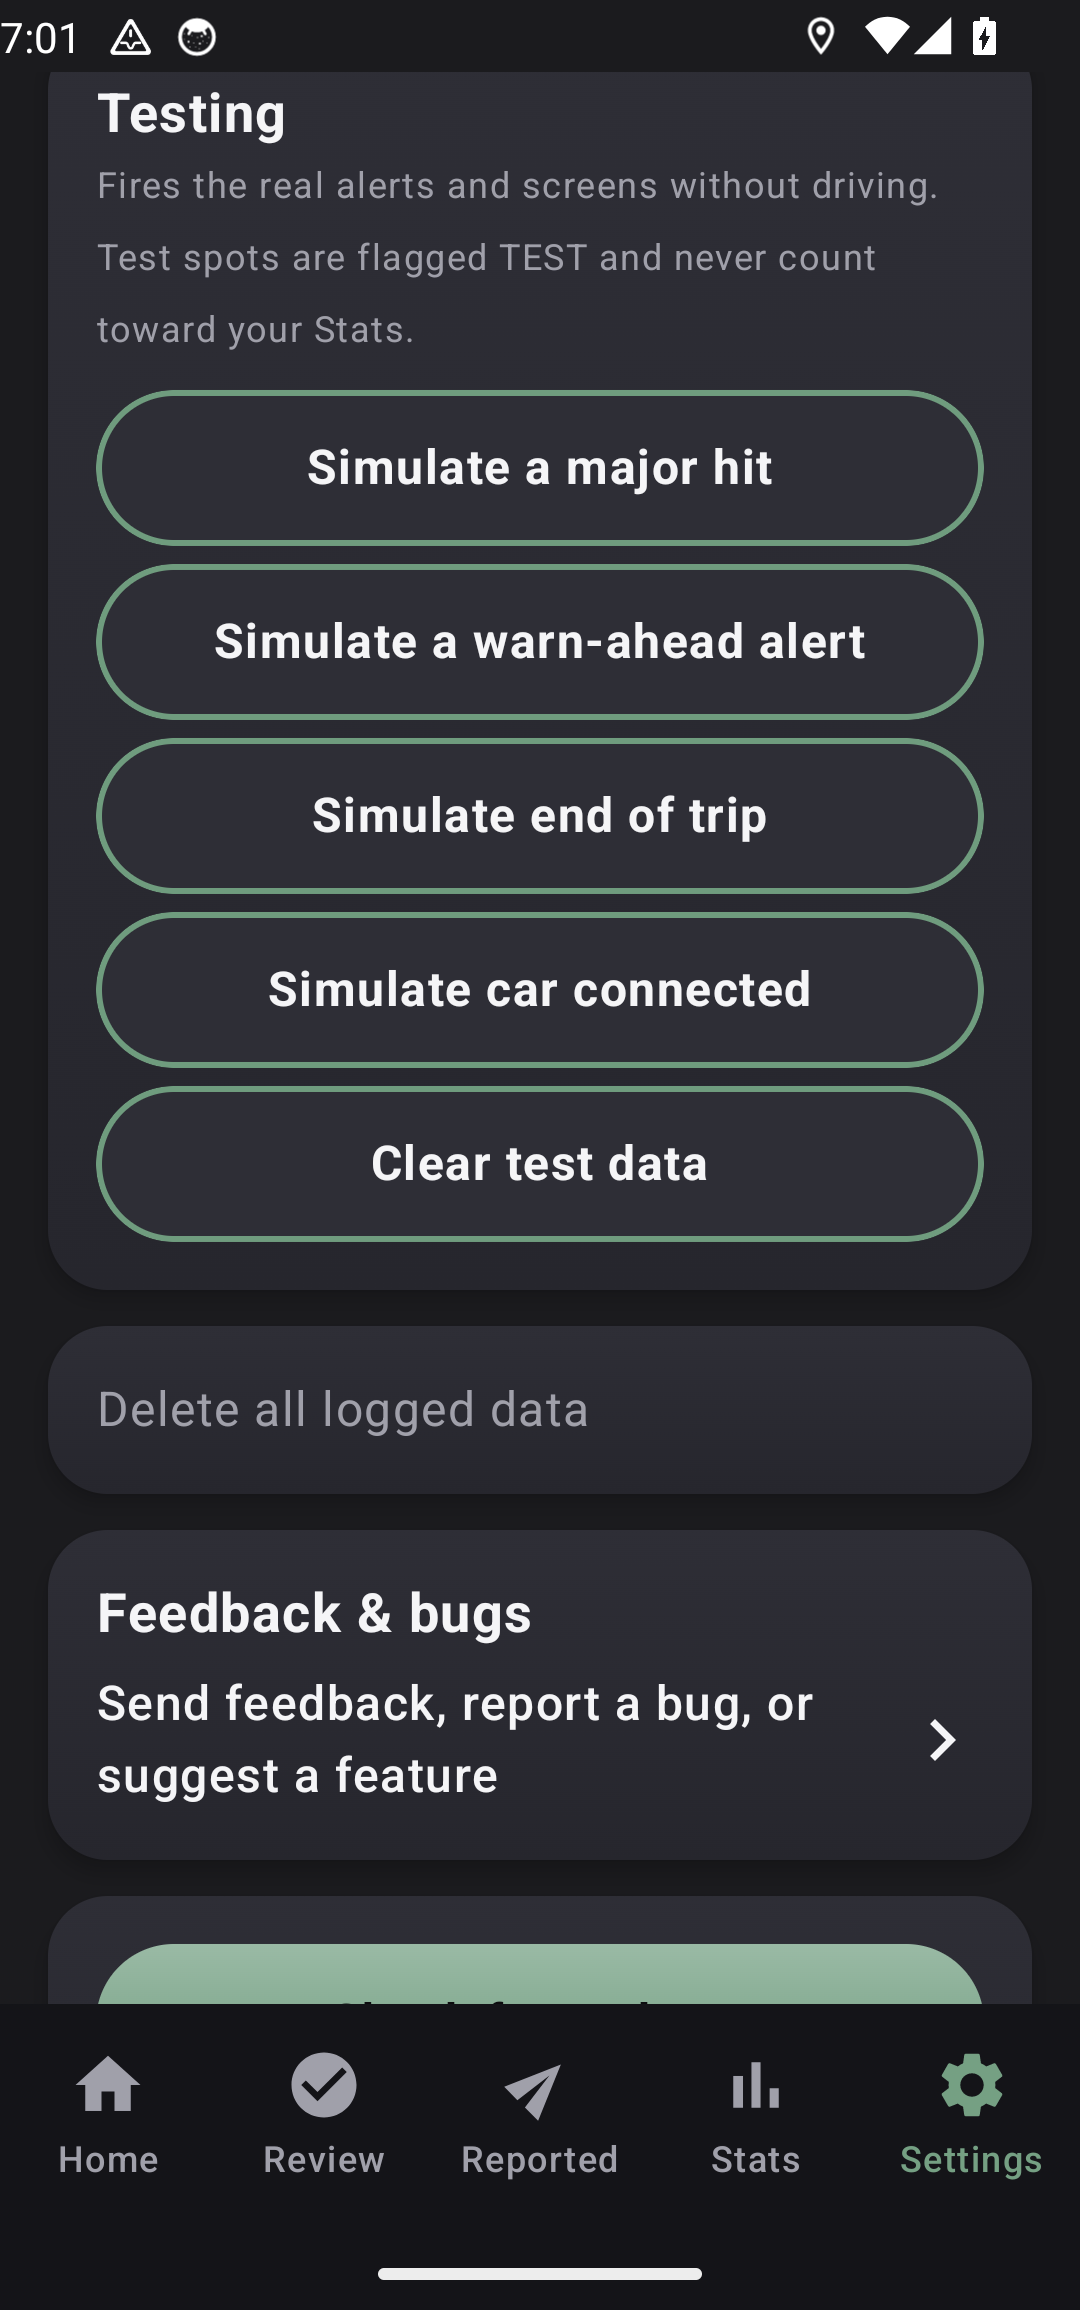 7:01
Testing
Fires the real alerts and screens without driving.
Test spots are flagged TEST and never count
toward your Stats.
Simulate a major hit
Simulate a warn-ahead alert
Simulate end of trip
Simulate car connected
Clear test data
Delete all logged data
Feedback & bugs
Send feedback, report a bug, or
suggest a feature
Home
Review
Reported
Stats
Settings